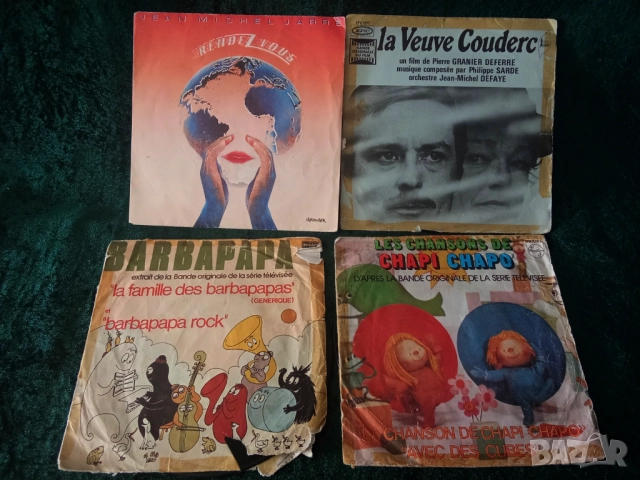 JEAN MICHEL JARRE
RENDEZ VOUS
la Veuve Couderc
un film de Pierre GRANIER DEFERRE
musique composée par Philippe SARDE
orchestre Jean-Michel DEFAYE
BARBAPAPA
extrait de la Bande originale de la série télévisée
"la famille des barbapapas"
(GENERIQUE)
et
"barbapapa rock"
LES CHANSONS DE
CHAPI CHAPO
D'APRES LA BANDE ORIGINALE DE LA SERIE TELEVISEE
CHANSON DE CHAPI CHAPO
AVEC DES CUBES
BAZAR